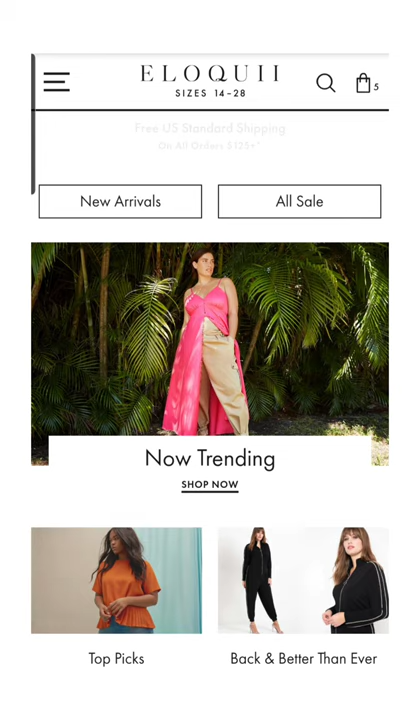 ELOQUII
SIZES 14-28
5
Free US Standard Shipping
On All Orders $125+*
New Arrivals
All Sale
Now Trending
SHOP NOW
Top Picks
Back & Better Than Ever